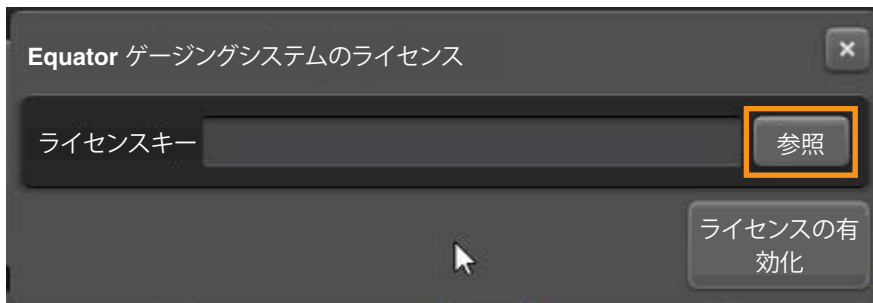 Equator ゲージングシステムのライセンス
ライセンスキー
参照
ライセンスの有
効化